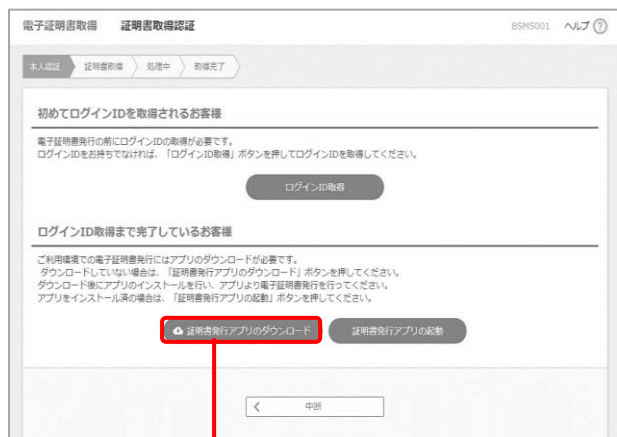 電子証明書取得 証明書取得認証 BSMS001 ヘルプ ?
本人認証 証明書取得 処理中 取得完了
初めてログインIDを取得されるお客様
電子証明書発行の前にログインIDの取得が必要です。
ログインIDをお持ちでなければ、「ログインID取得」ボタンを押してログインIDを取得してください。
ログインID取得
ログインID取得まで完了しているお客様
ご利用環境での電子証明書発行にはアプリのダウンロードが必要です。
ダウンロードしていない場合は、「証明書発行アプリのダウンロード」ボタンを押してください。
ダウンロード後にアプリのインストールを行い、アプリより電子証明書発行を行ってください。
アプリをインストール済の場合は、「証明書発行アプリの起動」ボタンを押してください。
証明書発行アプリのダウンロード 証明書発行アプリの起動
中断